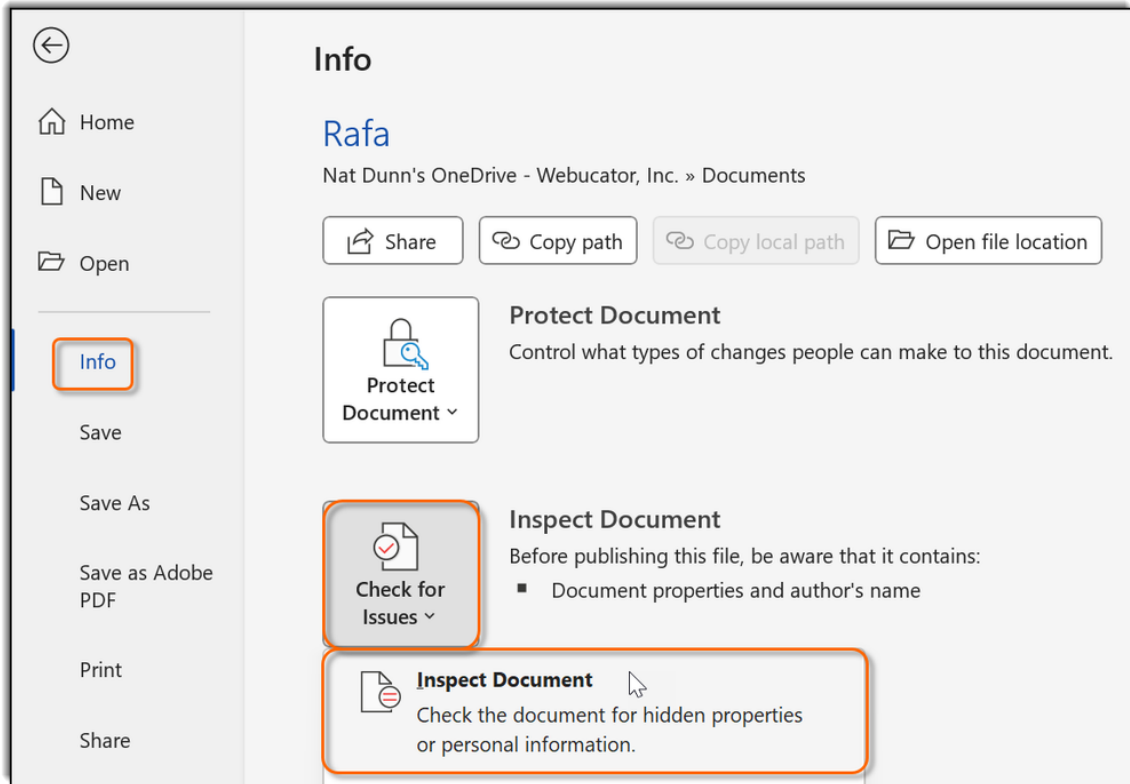 Info
Rafa
Nat Dunn's OneDrive - Webucator, Inc. » Documents
Home
New
Open
Info
Save
Save As
Save as Adobe
PDF
Print
Share
Share
Copy path
Copy local path
Open file location
Protect
Document
Protect Document
Control what types of changes people can make to this document.
Check for
Issues
Inspect Document
Before publishing this file, be aware that it contains:
■ Document properties and author's name
Inspect Document
Check the document for hidden properties
or personal information.